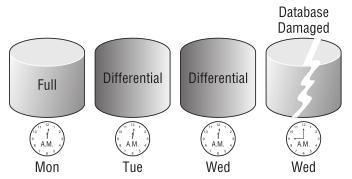 Database
Damaged
Full
Differential
Differential
A.M.
A.M.
A.M.
A.M.
Mon
Tue
Wed
Wed